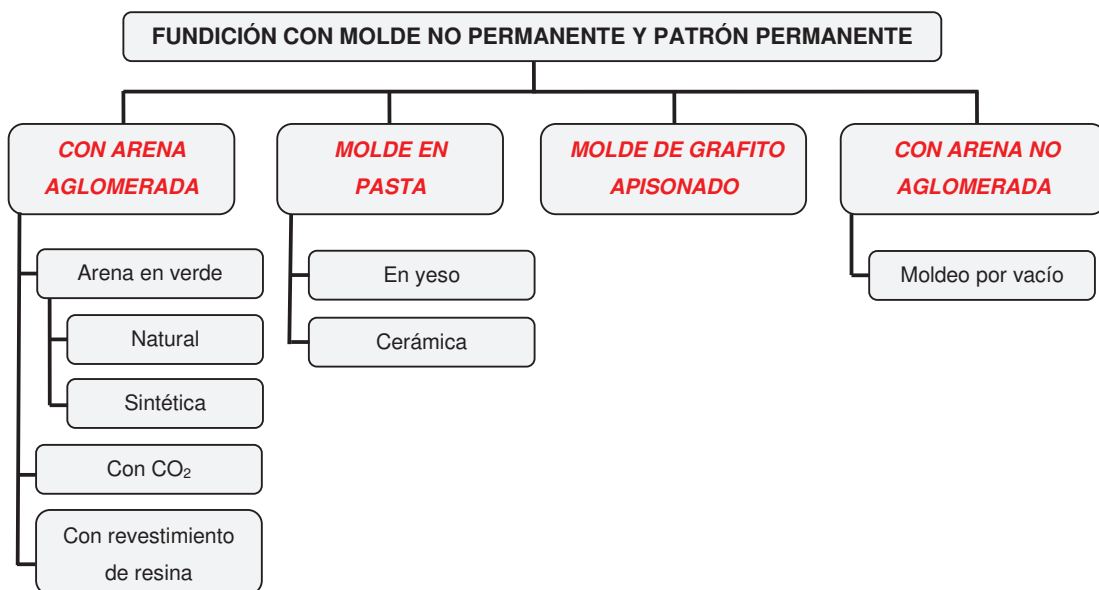 FUNDICIÓN CON MOLDE NO PERMANENTE Y PATRÓN PERMANENTE
CON ARENA
AGLOMERADA
Arena en verde
Natural
Sintética
Con CO₂
Con revestimiento
de resina
MOLDE EN
PASTA
En yeso
Cerámica
MOLDE DE GRAFITO
APISONADO
CON ARENA NO
AGLOMERADA
Moldeo por vacío